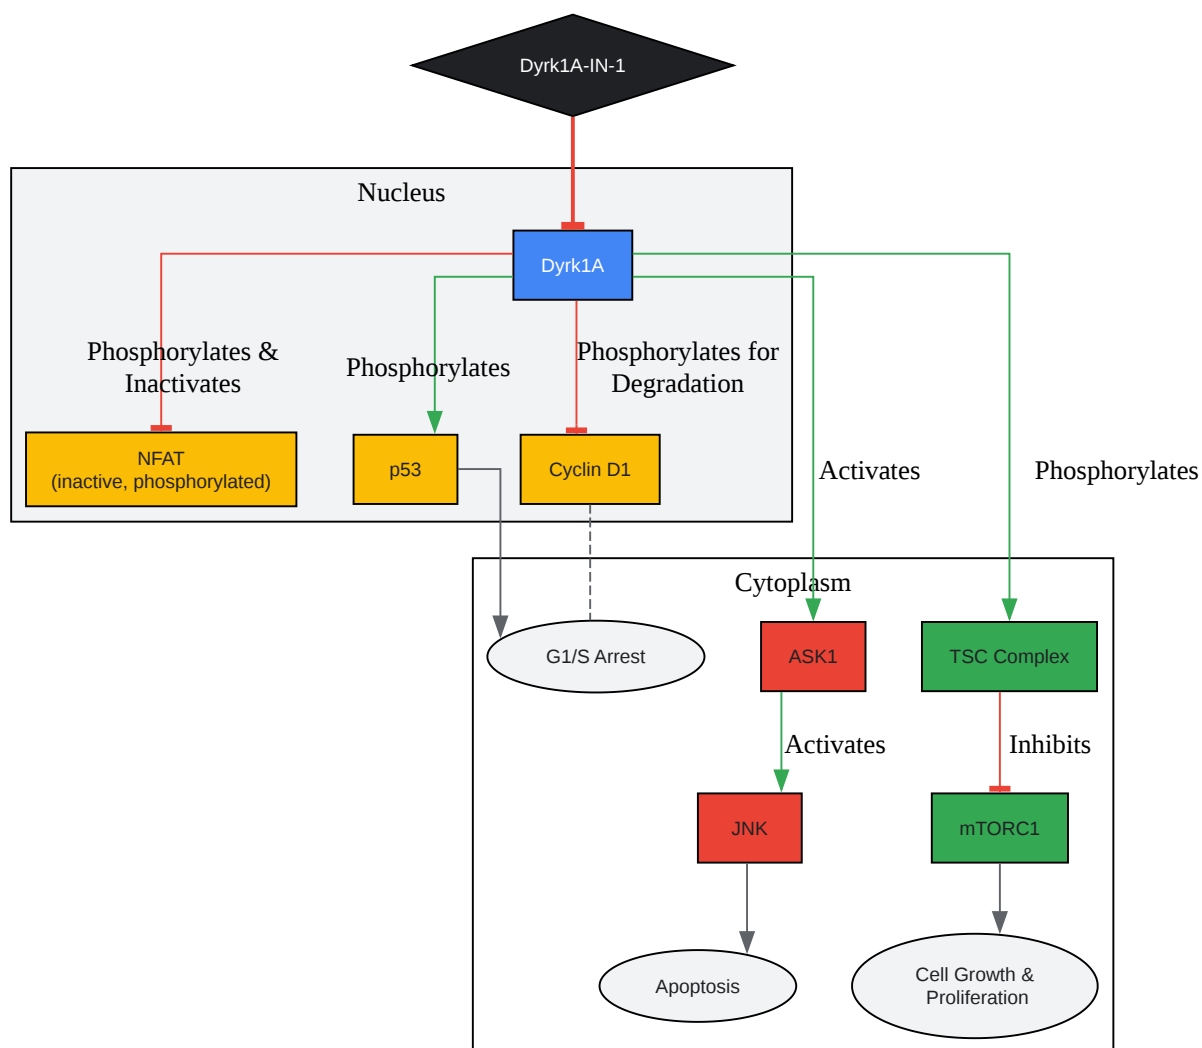 Dyrk1A-IN-1
Nucleus
Dyrk1A
Phosphorylates &
Inactivates
Phosphorylates
Phosphorylates for
Degradation
NFAT
(inactive, phosphorylated)
p53
Cyclin D1
Activates
Phosphorylates
Cytoplasm
G1/S Arrest
ASK1
TSC Complex
Activates
Inhibits
JNK
mTORC1
Apoptosis
Cell Growth &
Proliferation